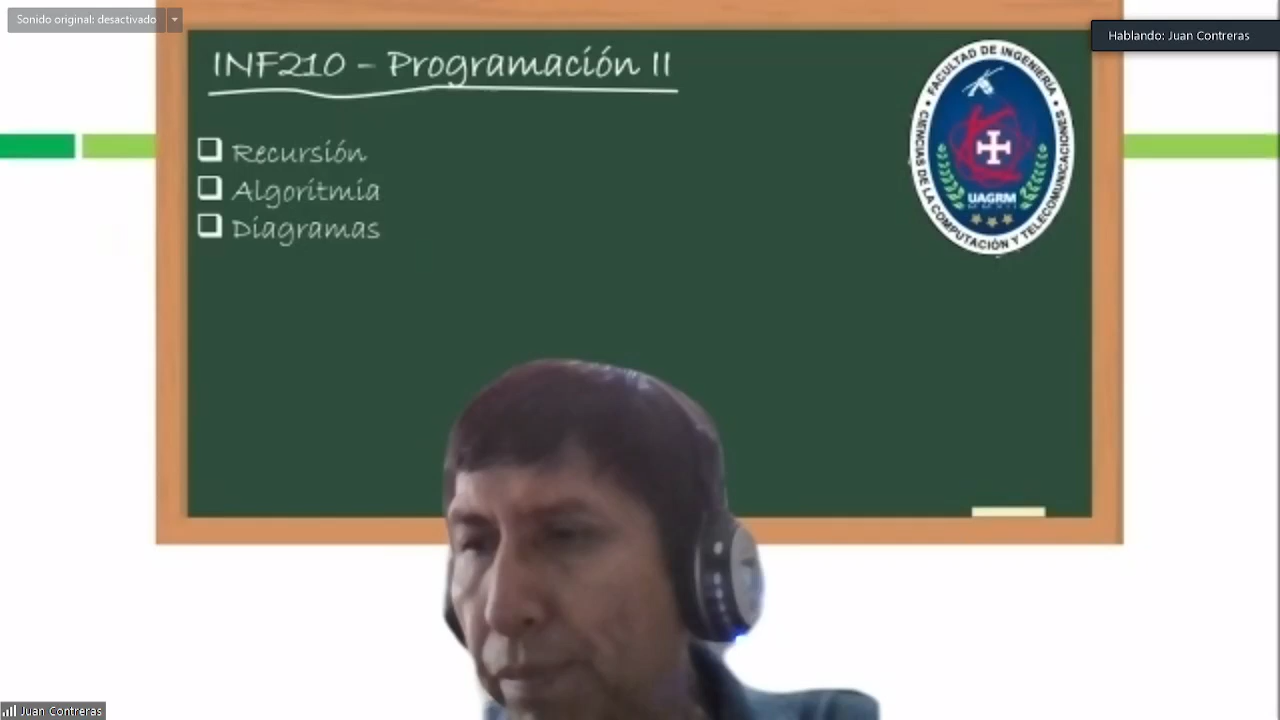 Sonido original: desactivado
Hablando: Juan Contreras
INF210 - Programación II
Recursión
Algoritmia
Diagramas
FACULTAD DE INGENIERÍA
CIENCIAS DE LA COMPUTACIÓN Y TELECOMUNICACIONES
UAGRM
Juan Contreras